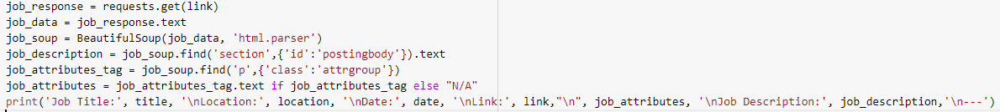 job_response = requests.get(link)
job_data = job_response.text
job_soup = BeautifulSoup(job_data, 'html.parser')
job_description = job_soup.find('section',{'id':'postingbody'}).text
job_attributes_tag = job_soup.find('p',{'class':'attrgroup'})
job_attributes = job_attributes_tag.text if job_attributes_tag else "N/A"
print('Job Title:', title, '\nLocation:', location, '\nDate:', date, '\nLink:', link,"\n", job_attributes, '\nJob Description:', job_description,'\n---')